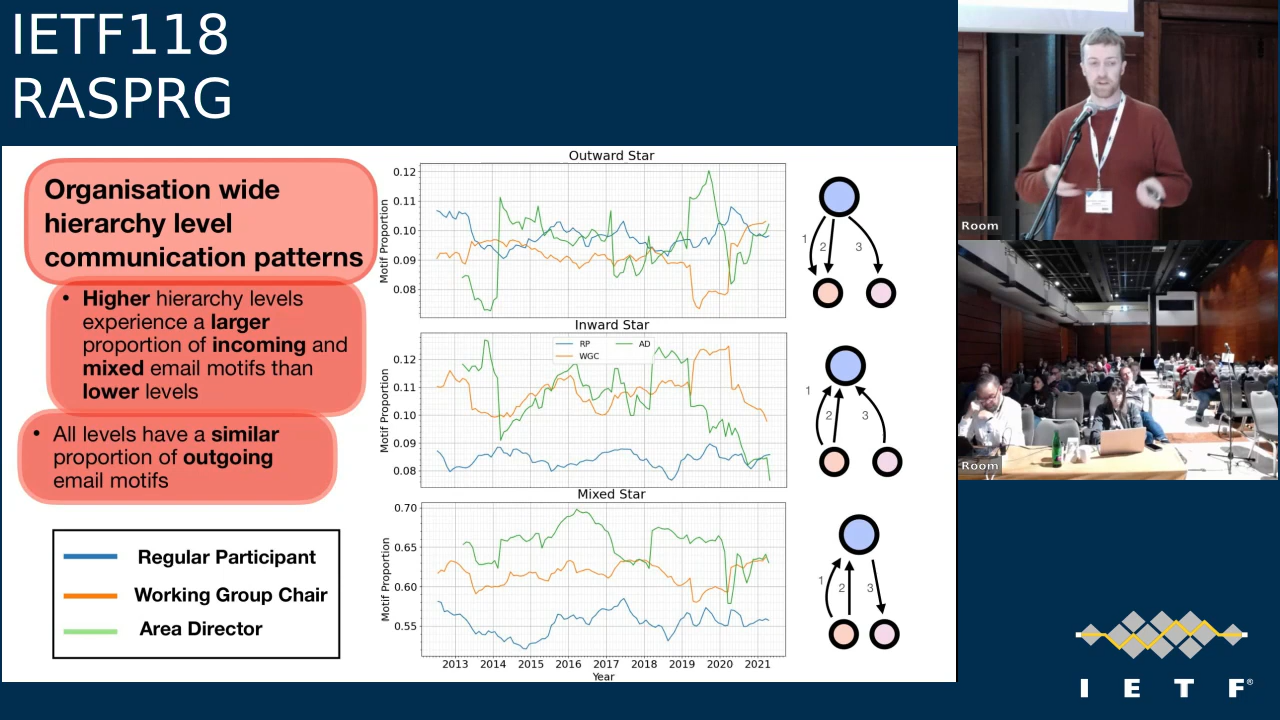 IETF118
RASPRG
Organisation wide
hierarchy level
communication patterns
• Higher hierarchy levels
experience a larger
proportion of incoming and
mixed email motifs than
lower levels
• All levels have a similar
proportion of outgoing
email motifs
Regular Participant
Working Group Chair
Area Director
Outward Star
Motif Proportion
0.12
0.11
0.10
0.09
0.08
1
2
3
Inward Star
Motif Proportion
0.12
0.11
0.10
0.09
0.08
RP
AD
WGC
1
2
3
Mixed Star
Motif Proportion
0.70
0.65
0.60
0.55
2013 2014 2015 2016 2017 2018 2019 2020 2021
Year
1
2
3
Room
Room
I E T F®